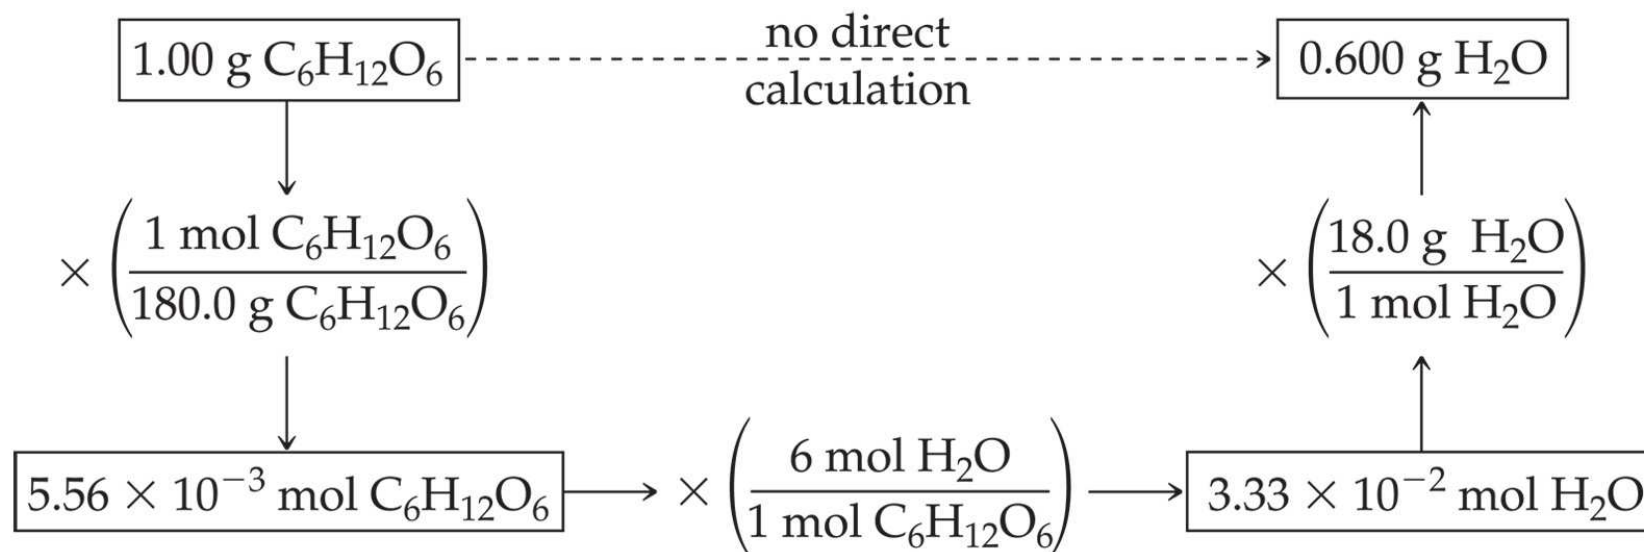 1.00 g C₆H₁₂O₆
no direct
calculation
0.600 g H₂O
× (1 mol C₆H₁₂O₆ / 180.0 g C₆H₁₂O₆)
× (18.0 g H₂O / 1 mol H₂O)
5.56 × 10⁻³ mol C₆H₁₂O₆
× (6 mol H₂O / 1 mol C₆H₁₂O₆)
3.33 × 10⁻² mol H₂O